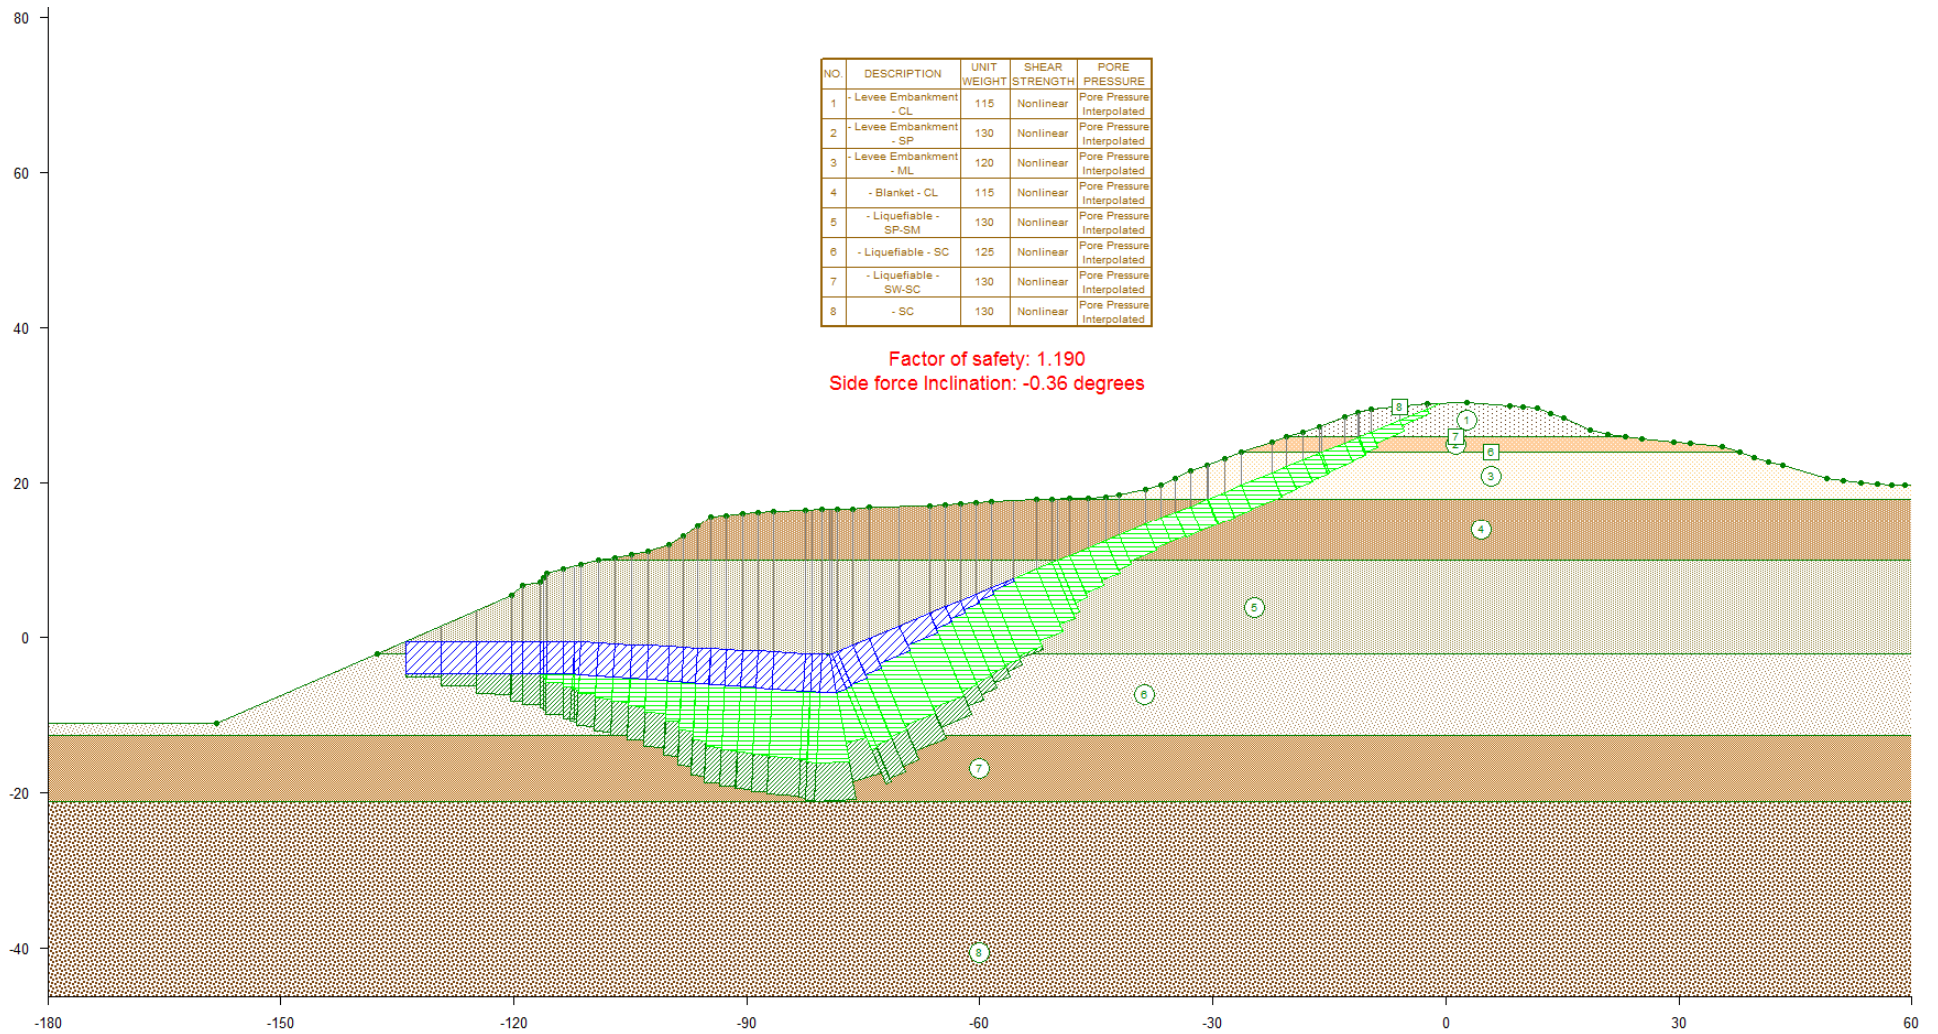 80
60
40
20
0
-20
-40
-180
-150
-120
-90
-60
-30
0
30
60
NO. DESCRIPTION UNIT WEIGHT SHEAR STRENGTH PORE PRESSURE
1 - Levee Embankment - CL 115 Nonlinear Pore Pressure Interpolated
2 - Levee Embankment - SP 130 Nonlinear Pore Pressure Interpolated
3 - Levee Embankment - ML 120 Nonlinear Pore Pressure Interpolated
4 - Blanket - CL 115 Nonlinear Pore Pressure Interpolated
5 - Liquefiable - SP-SM 130 Nonlinear Pore Pressure Interpolated
6 - Liquefiable - SC 125 Nonlinear Pore Pressure Interpolated
7 - Liquefiable - SW-SC 130 Nonlinear Pore Pressure Interpolated
8 - SC 130 Nonlinear Pore Pressure Interpolated
Factor of safety: 1.190
Side force Inclination: -0.36 degrees
8
1
7
2
6
3
4
5
6
7
8